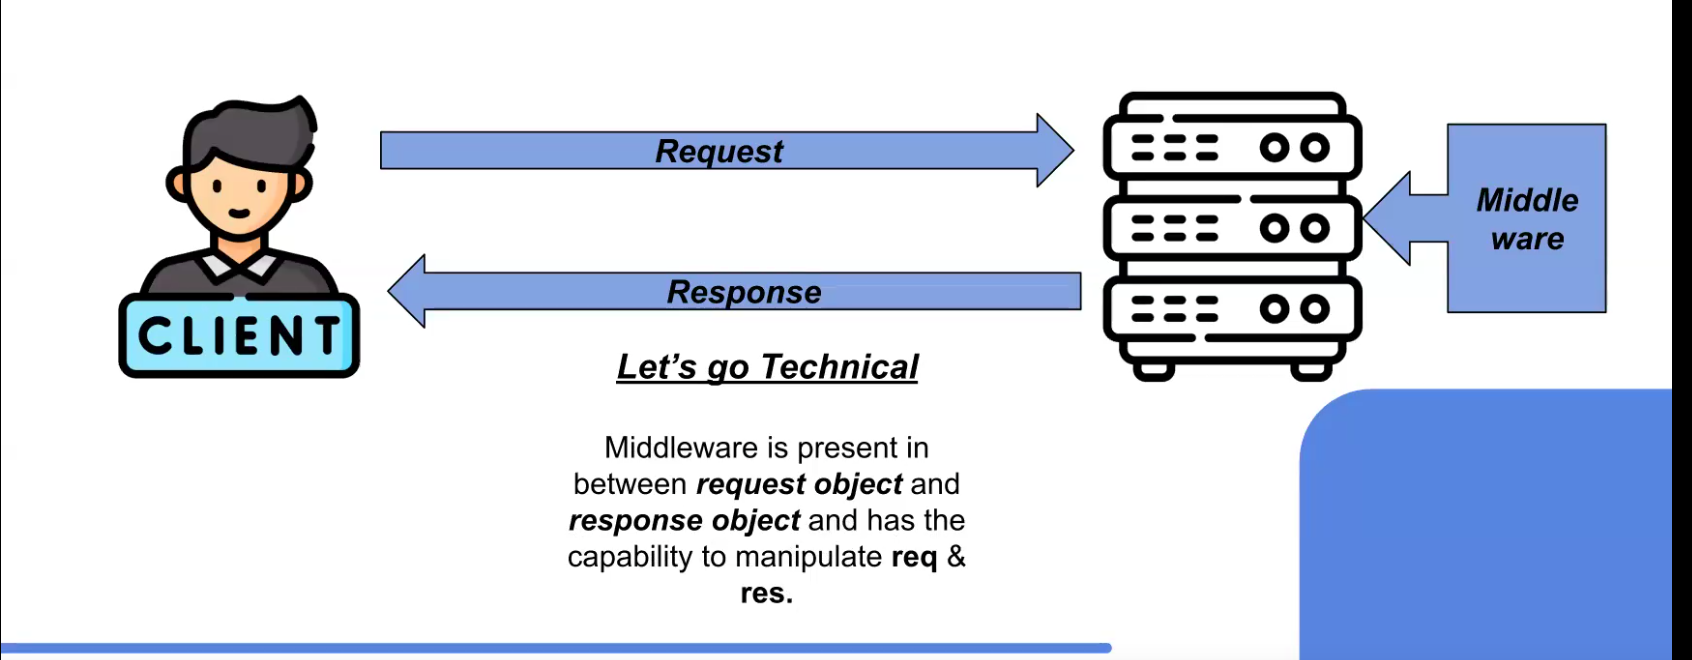 Request
Middle
ware
Response
CLIENT
Let’s go Technical
Middleware is present in
between request object and
response object and has the
capability to manipulate req &
res.